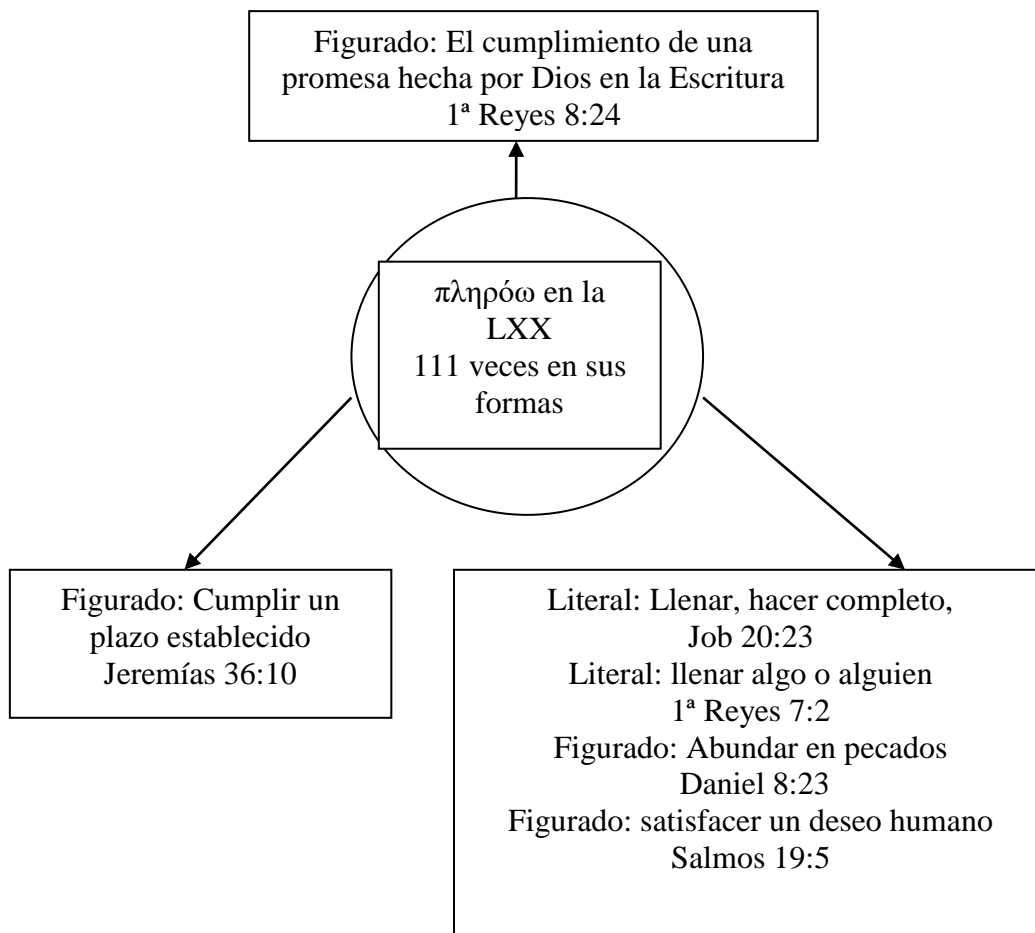 Figurado: El cumplimiento de una
promesa hecha por Dios en la Escritura
1ª Reyes 8:24
πληρόω en la
LXX
111 veces en sus
formas
Figurado: Cumplir un
plazo establecido
Jeremías 36:10
Literal: Llenar, hacer completo,
Job 20:23
Literal: llenar algo o alguien
1ª Reyes 7:2
Figurado: Abundar en pecados
Daniel 8:23
Figurado: satisfacer un deseo humano
Salmos 19:5